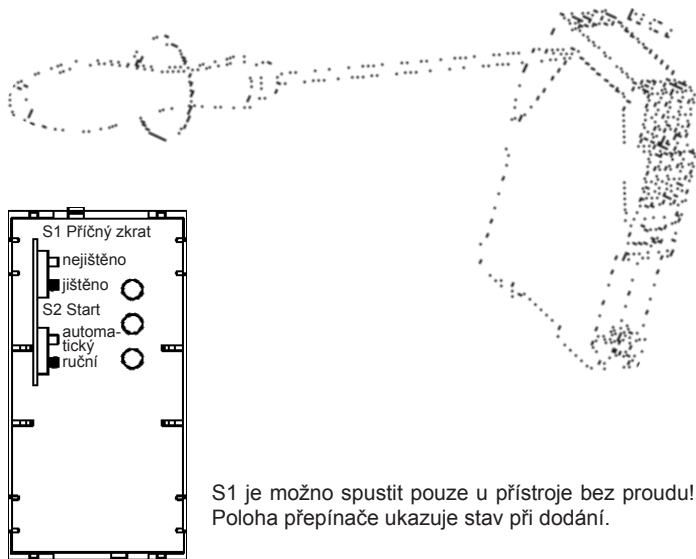 S1 Příčný zkrat
nejištěno
jištěno
S2 Start
automa-
tický
ruční
S1 je možno spustit pouze u přístroje bez proudu!
Poloha přepínače ukazuje stav při dodání.